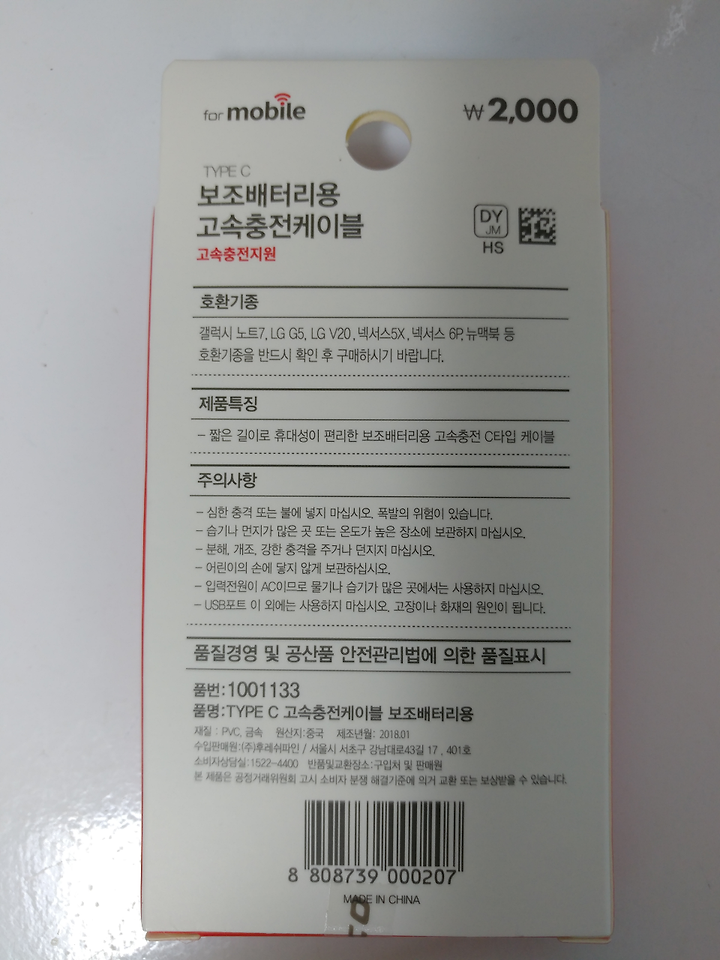 for mobile
₩2,000
TYPE C
보조배터리용
고속충전케이블
고속충전지원
DY
JM
HS
호환기종
갤럭시 노트7, LG G5, LG V20, 넥서스5X, 넥서스 6P, 뉴맥북 등
호환기종을 반드시 확인 후 구매하시기 바랍니다.
제품특징
- 짧은 길이로 휴대성이 편리한 보조배터리용 고속충전 C타입 케이블
주의사항
- 심한 충격 또는 불에 넣지 마십시오. 폭발의 위험이 있습니다.
- 습기나 먼지가 많은 곳 또는 온도가 높은 장소에 보관하지 마십시오.
- 분해, 개조, 강한 충격을 주거나 던지지 마십시오.
- 어린이의 손에 닿지 않게 보관하십시오.
- 입력전원이 AC이므로 물기나 습기가 많은 곳에서는 사용하지 마십시오.
- USB포트 이 외에는 사용하지 마십시오. 고장이나 화재의 원인이 됩니다.
품질경영 및 공산품 안전관리법에 의한 품질표시
품번:1001133
품명:TYPE C 고속충전케이블 보조배터리용
재질 : PVC, 금속 원산지:중국 제조년월: 2018.01
수입판매원:(주)후레쉬파인 / 서울시 서초구 강남대로43길 17 , 401호
소비자상담실:1522-4400 반품및교환장소:구입처 및 판매원
본 제품은 공정거래위원회 고시 소비자 분쟁 해결기준에 의거 교환 또는 보상받을 수 있습니다.
8 808739 000207
MADE IN CHINA